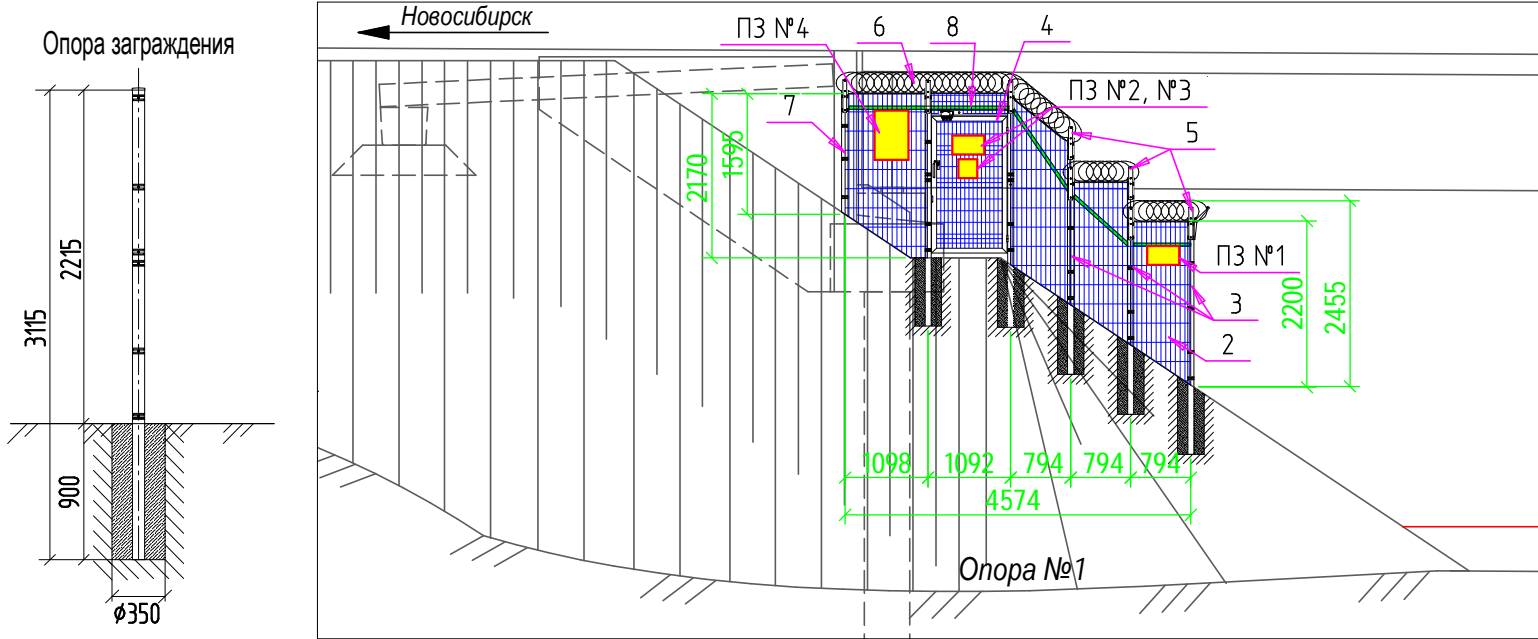 Опора заграждения
3115
2215
900
ϕ350
Новосибирск
ПЗ №4
6
8
4
ПЗ №2, №3
7
5
2170
1595
ПЗ №1
3
2
2200
2455
1098
1092
794
794
794
4574
Опора №1